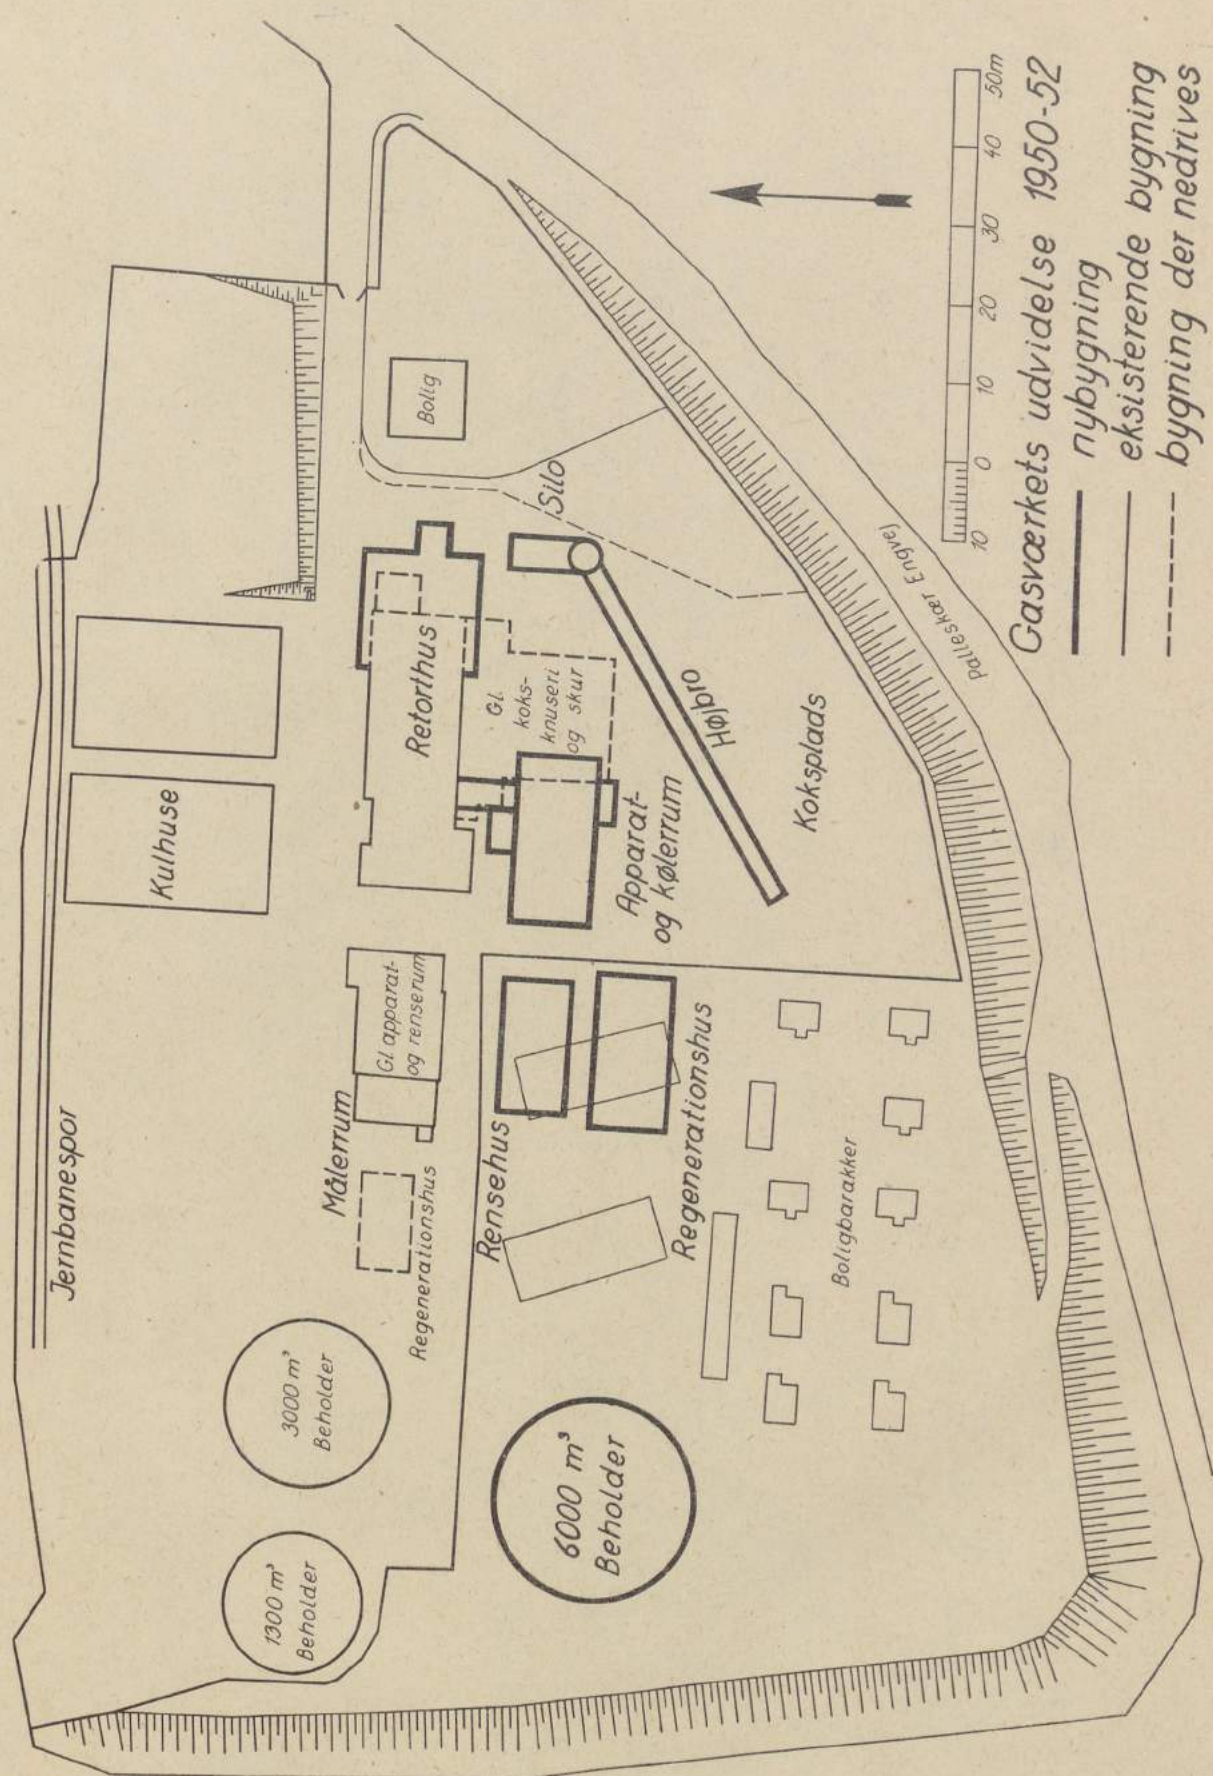 Jernbanespor
Kulhuse
1300 m³
Beholder
3000 m³
Beholder
Målerrum
Regenerationshus
Gl. apparat-
og renserum
Retorthus
Gl.
koks-
knuseri
og skur
Bolig
Silo
Højbro
Apparat-
og kølerrum
Koksplads
Rensehus
Regenerationshus
6000 m³
Beholder
Boligbarakker
Palleskær Engvej
10 0 10 20 30 40 50m
Gasværkets udvidelse 1950-52
nybygning
eksisterende bygning
bygning der nedrives